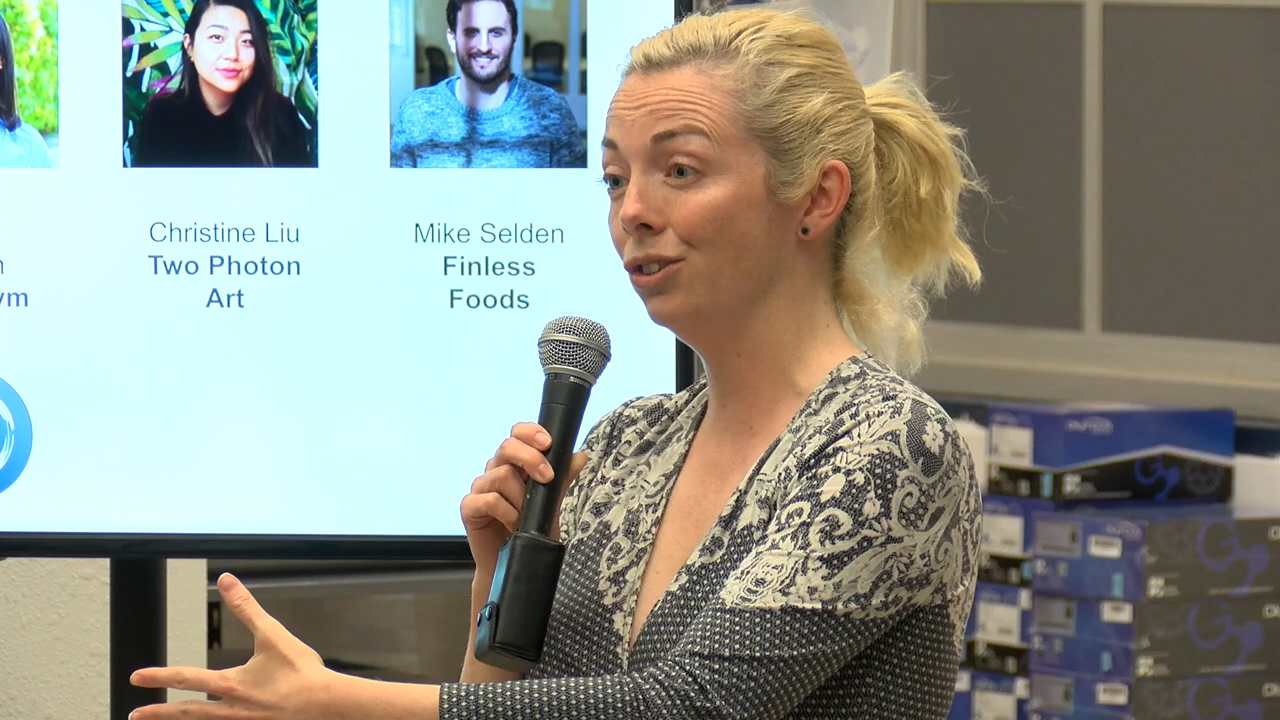 Christine Liu
Two Photon
Art
Mike Selden
Finless
Foods